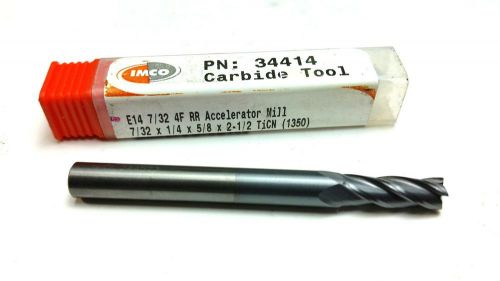 IMCO
PN: 34414
Carbide Tool
E14 7/32 4F RR Accelerator Mill
7/32 x 1/4 x 5/8 x 2-1/2 TiCN (1350)